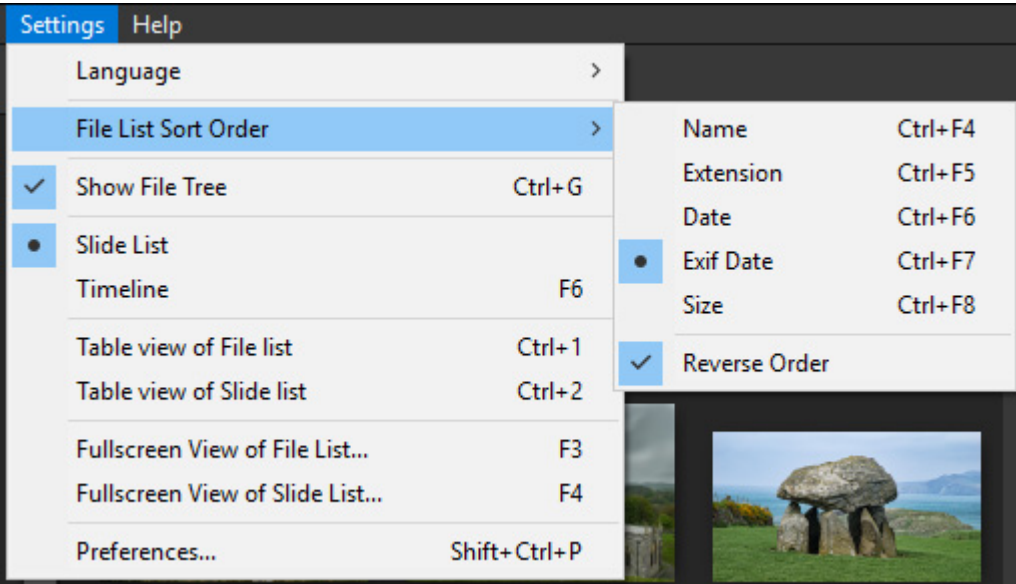 Settings Help
Language
File List Sort Order
Show File Tree Ctrl+G
Slide List
Timeline F6
Table view of File list Ctrl+1
Table view of Slide list Ctrl+2
Fullscreen View of File List... F3
Fullscreen View of Slide List... F4
Preferences... Shift+Ctrl+P
Name Ctrl+F4
Extension Ctrl+F5
Date Ctrl+F6
Exif Date Ctrl+F7
Size Ctrl+F8
Reverse Order